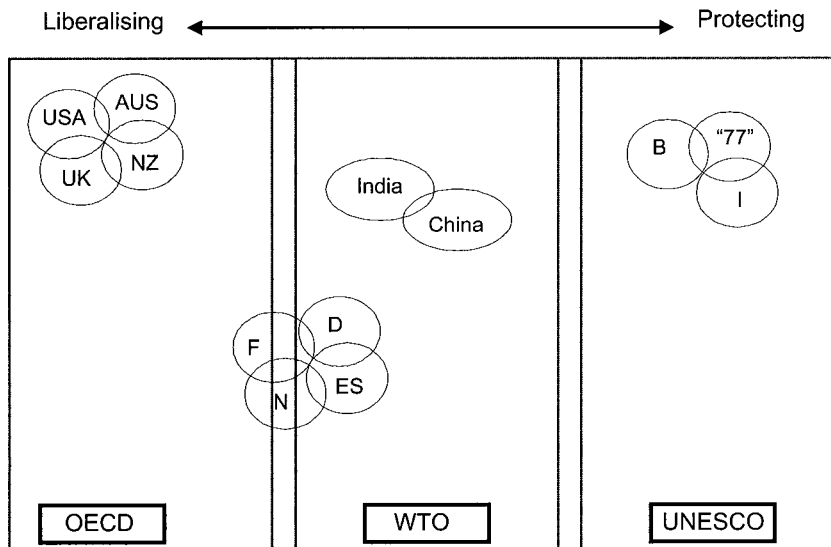 Liberalising Protecting
USA AUS
UK NZ
India
China
B "77"
I
F D
N ES
OECD WTO UNESCO